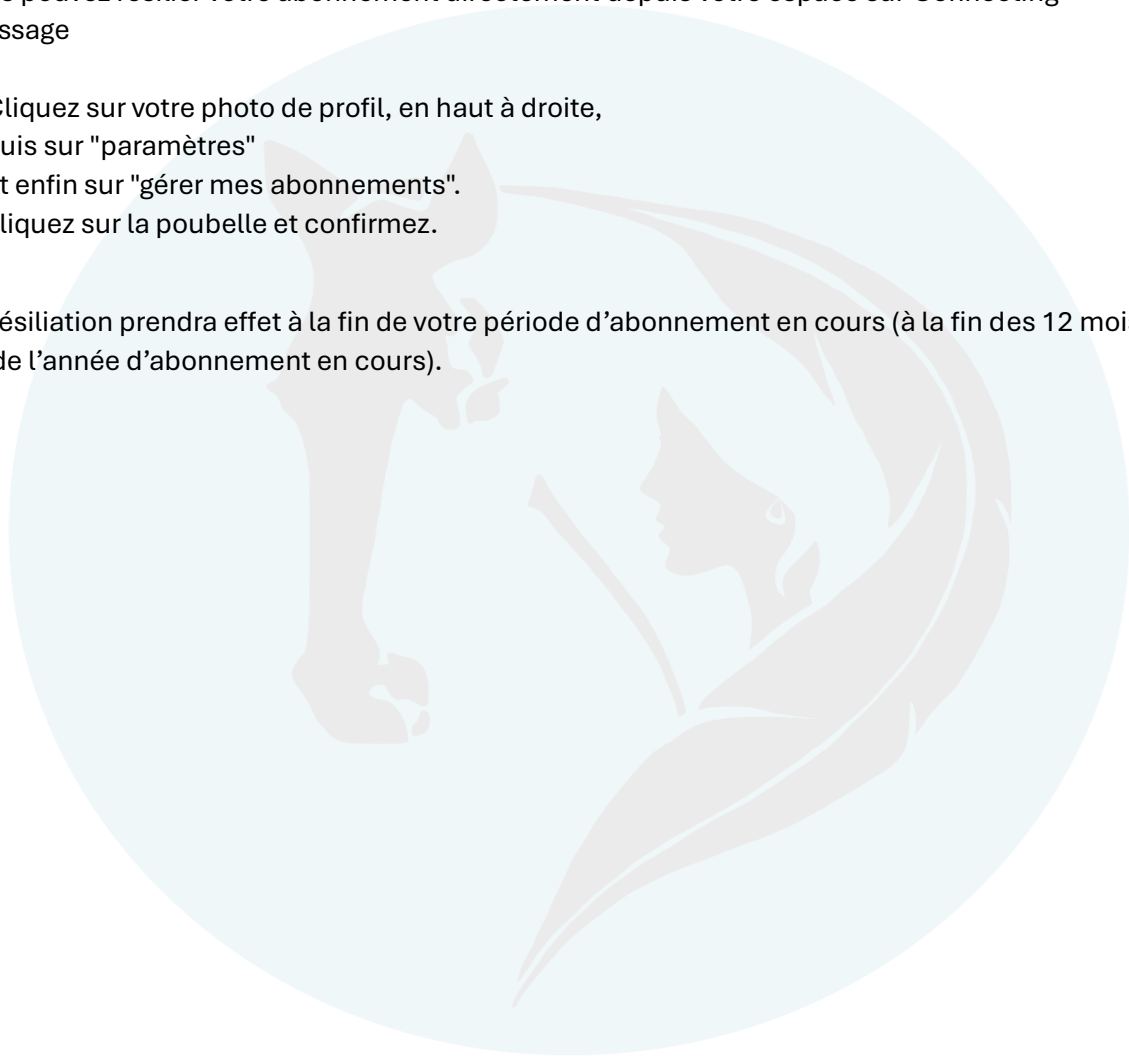 pouvez résilier votre abonnement directement depuis votre espace sur Connecting
ssage
Cliquez sur votre photo de profil, en haut à droite,
uis sur "paramètres"
t enfin sur "gérer mes abonnements".
liquez sur la poubelle et confirmez.
ésiliation prendra effet à la fin de votre période d’abonnement en cours (à la fin des 12 mois
de l’année d’abonnement en cours).